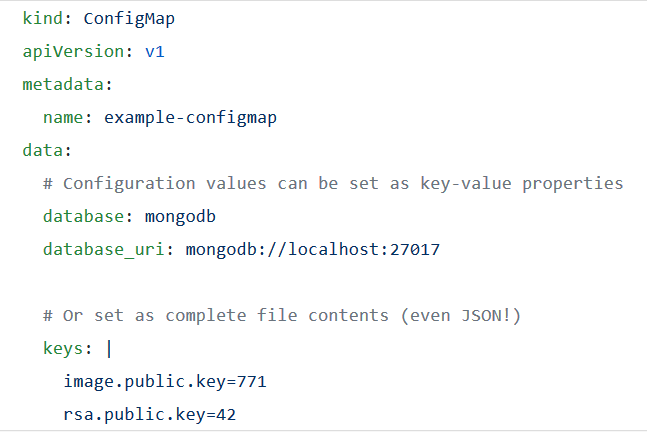 kind: ConfigMap
apiVersion: v1
metadata:
  name: example-configmap
data:
  # Configuration values can be set as key-value properties
  database: mongodb
  database_uri: mongodb://localhost:27017

  # Or set as complete file contents (even JSON!)
  keys: |
    image.public.key=771
    rsa.public.key=42